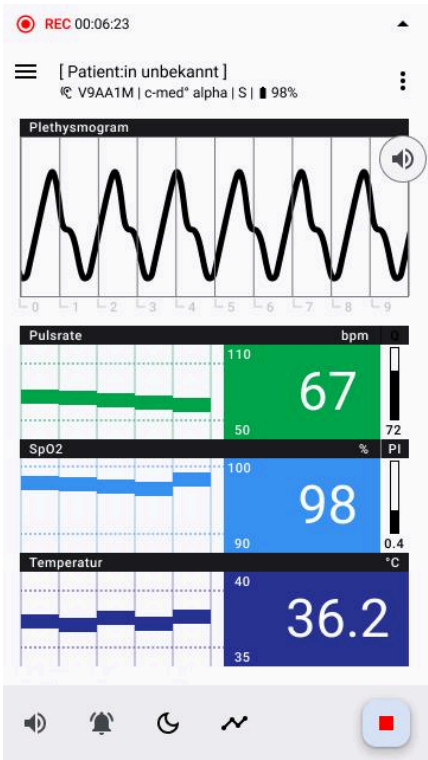 REC 00:06:23
[ Patient:in unbekannt ]
V9AA1M | c-med° alpha | S | 98%
Plethysmogram
0 1 2 3 4 5 6 7 8 9
Pulsrate bpm Q
110
67
50
72
SpO2 % PI
100
98
90
0.4
Temperatur °C
40
36.2
35